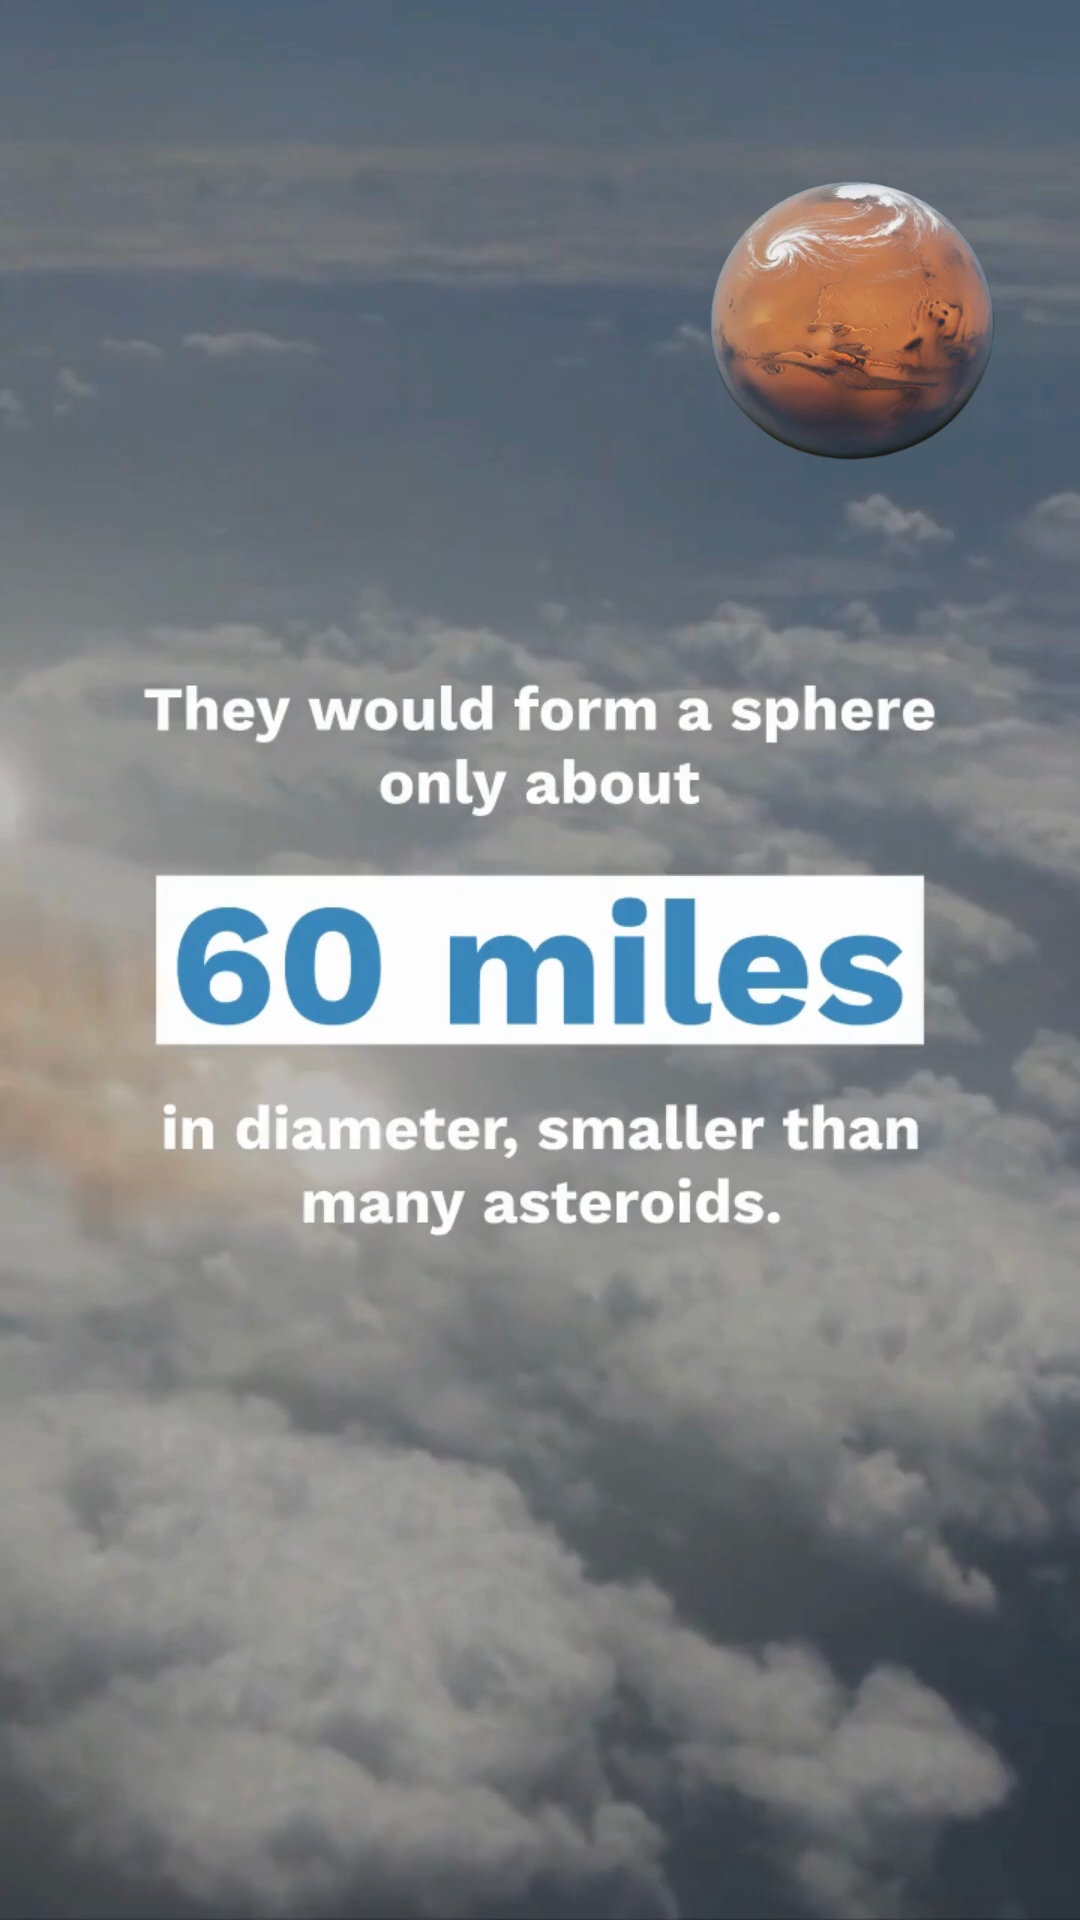 They would form a sphere
only about
60 miles
in diameter, smaller than
many asteroids.